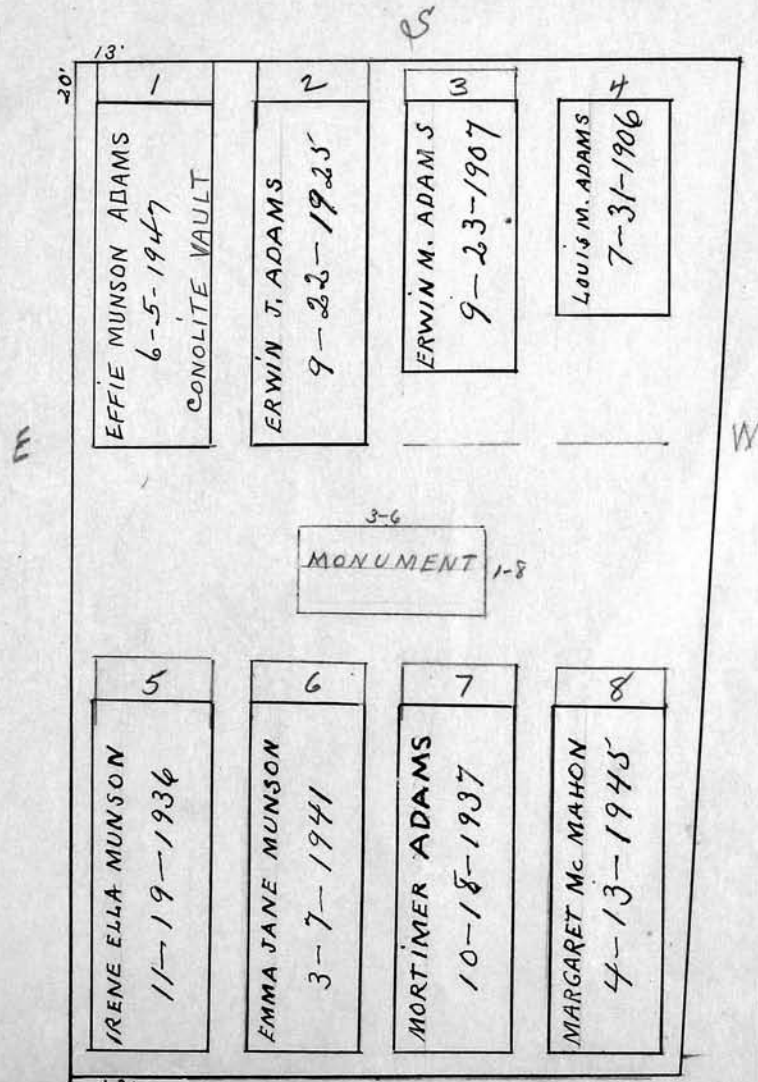 S
13'
20'
1
EFFIE MUNSON ADAMS
6-5-1947
CONOLITE VAULT
2
ERWIN J. ADAMS
9-22-1925
3
ERWIN M. ADAMS
9-23-1907
4
LOUIS M. ADAMS
7-31-1906
E
W
3-6
MONUMENT
1-8
5
IRENE ELLA MUNSON
11-19-1936
6
EMMA JANE MUNSON
3-7-1941
7
MORTIMER ADAMS
10-18-1937
8
MARGARET Mc MAHON
4-13-1945